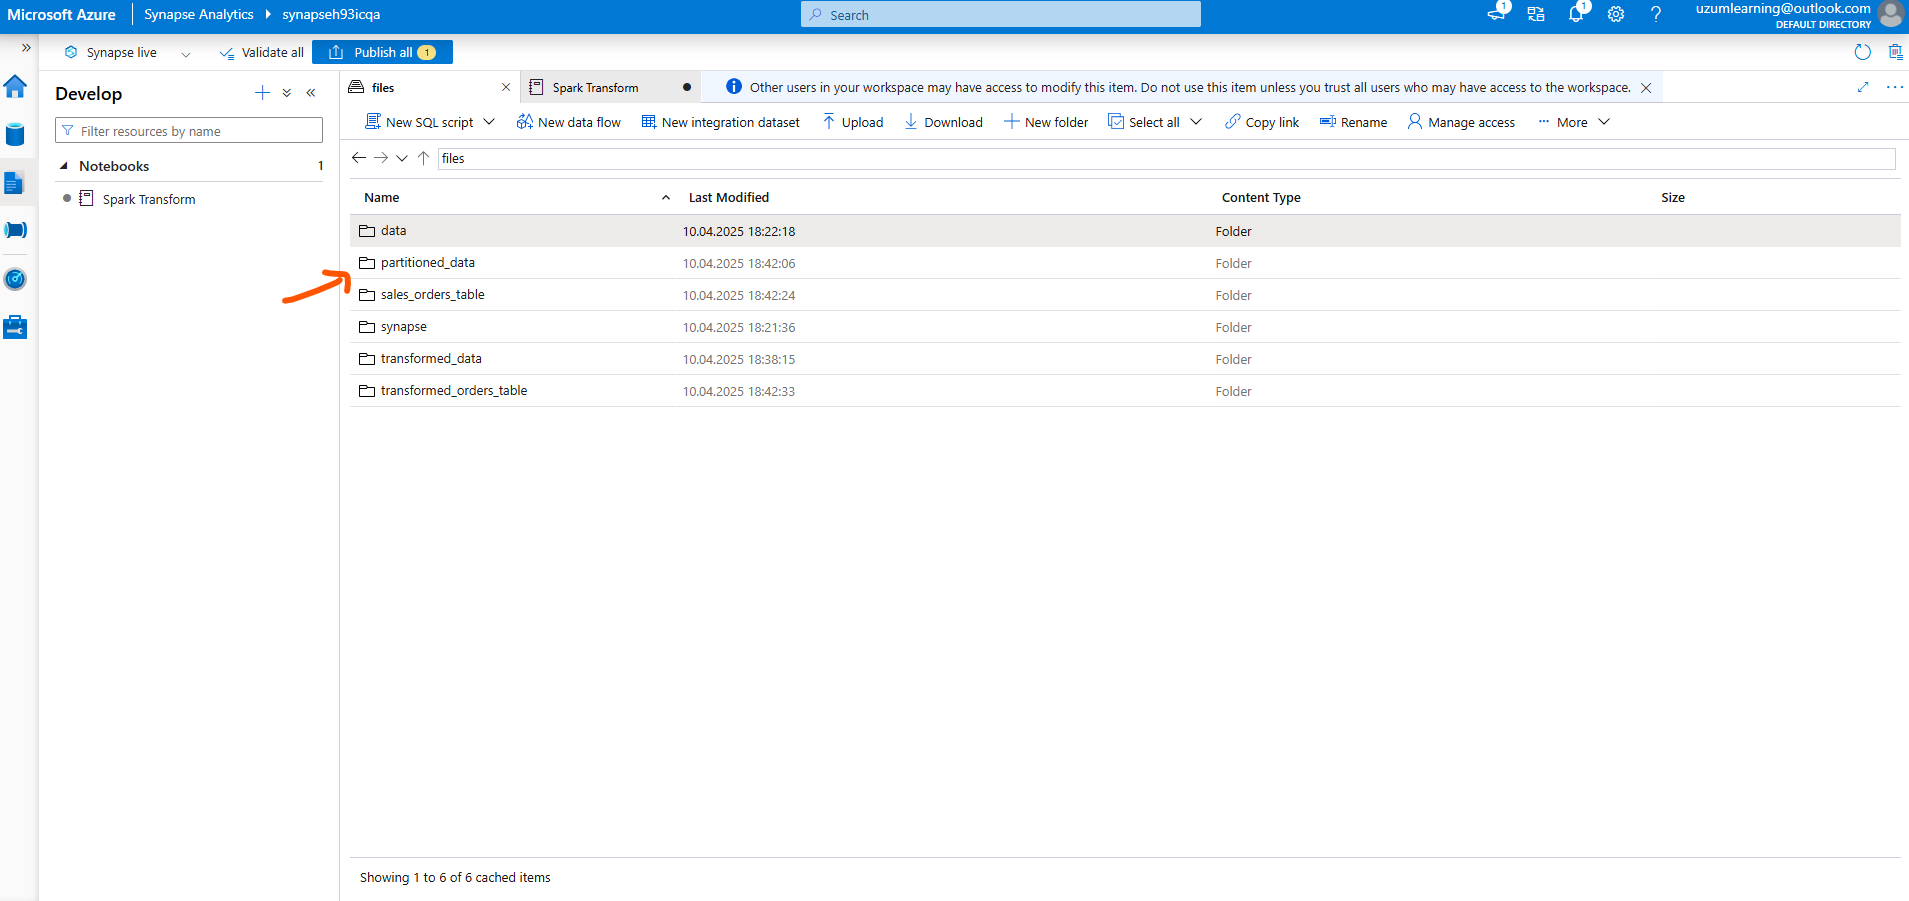 Microsoft Azure Synapse Analytics synapseh93icqa Search 1 1 uzumlearning@outlook.com
DEFAULT DIRECTORY
Synapse live Validate all Publish all 1
Develop
Filter resources by name
Notebooks 1
Spark Transform
files Spark Transform Other users in your workspace may have access to modify this item. Do not use this item unless you trust all users who may have access to the workspace.
New SQL script New data flow New integration dataset Upload Download New folder Select all Copy link Rename Manage access More
files
Name Last Modified Content Type Size
data 10.04.2025 18:22:18 Folder
partitioned_data 10.04.2025 18:42:06 Folder
sales_orders_table 10.04.2025 18:42:24 Folder
synapse 10.04.2025 18:21:36 Folder
transformed_data 10.04.2025 18:38:15 Folder
transformed_orders_table 10.04.2025 18:42:33 Folder
Showing 1 to 6 of 6 cached items